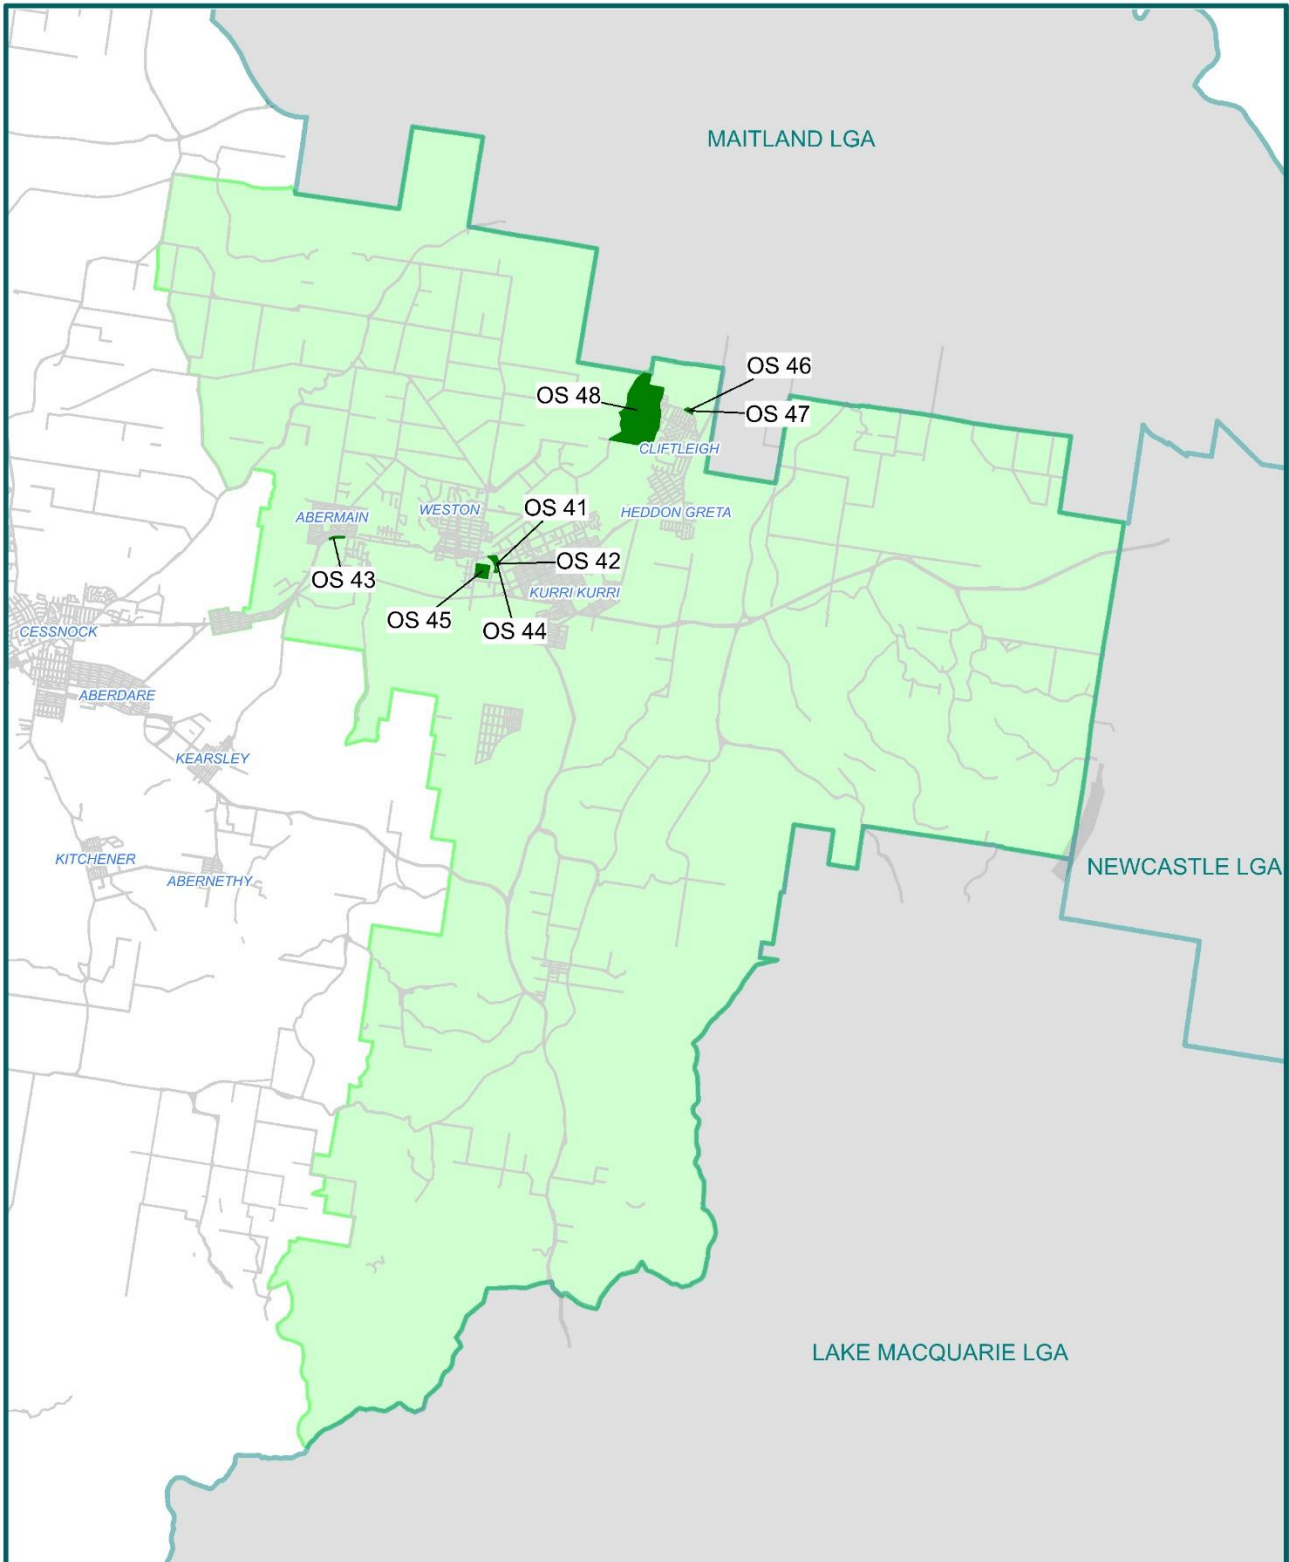 MAITLAND LGA
OS 46
OS 48
OS 47
CLIFTLEIGH
OS 41
WESTON
HEDDON GRETA
ABERMAIN
OS 42
OS 43
KURRI KURRI
OS 45
OS 44
CESSNOCK
ABERDARE
KEARSLEY
KITCHENER
NEWCASTLE LGA
ABERNETHY
LAKE MACQUARIE LGA